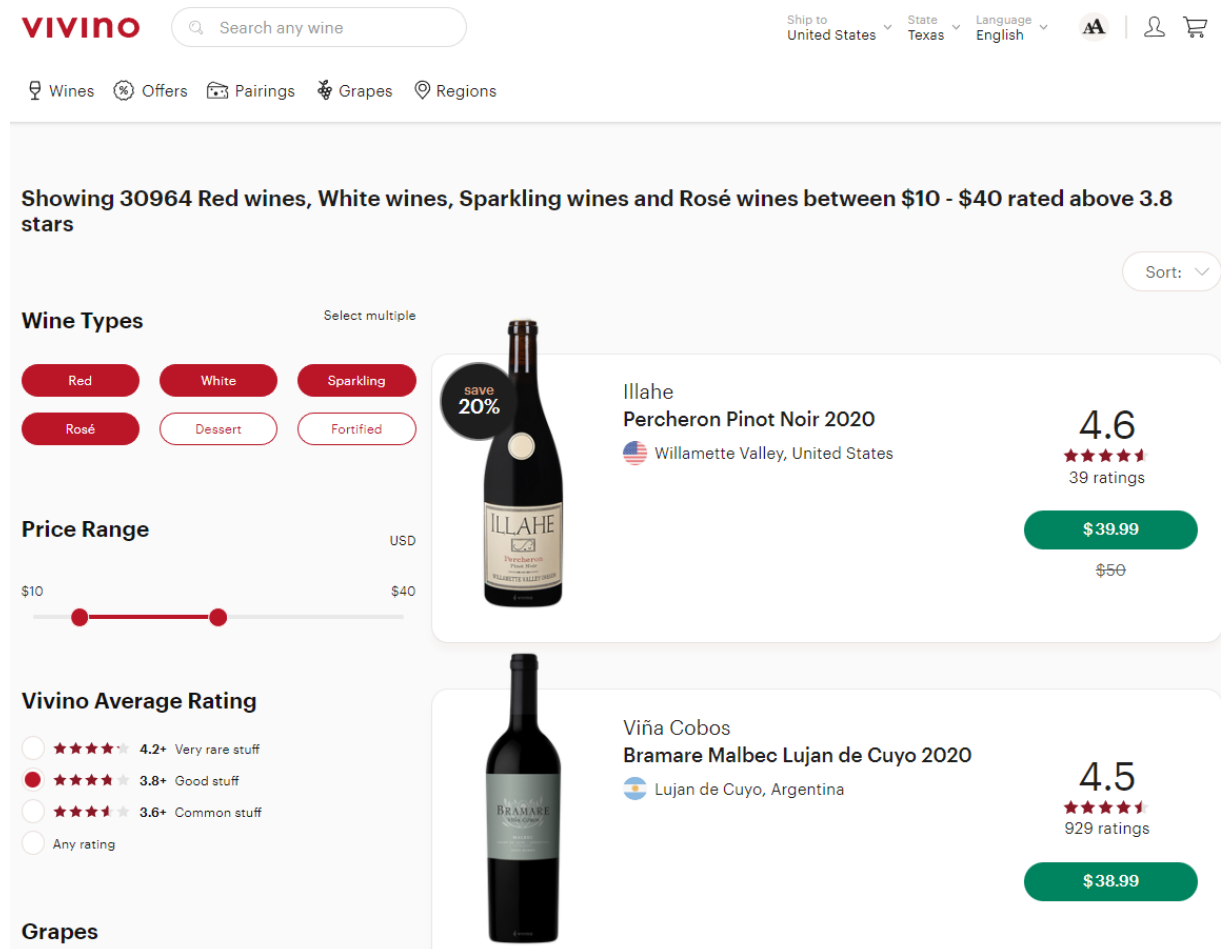 VIVINO
Search any wine
Ship to
United States
State
Texas
Language
English
AA
Wines
Offers
Pairings
Grapes
Regions
Showing 30964 Red wines, White wines, Sparkling wines and Rosé wines between $10 - $40 rated above 3.8
stars
Sort:
Wine Types
Select multiple
Red
White
Sparkling
Rosé
Dessert
Fortified
Price Range
USD
$10
$40
Vivino Average Rating
4.2+ Very rare stuff
3.8+ Good stuff
3.6+ Common stuff
Any rating
Grapes
save
20%
ILLAHE
Percheron
Pinot Noir
WILLAMETTE VALLEY OREGON
Illahe
Percheron Pinot Noir 2020
Willamette Valley, United States
4.6
39 ratings
$39.99
$50
BRAMARE
VIÑA COBOS
Viña Cobos
Bramare Malbec Lujan de Cuyo 2020
Lujan de Cuyo, Argentina
4.5
929 ratings
$38.99